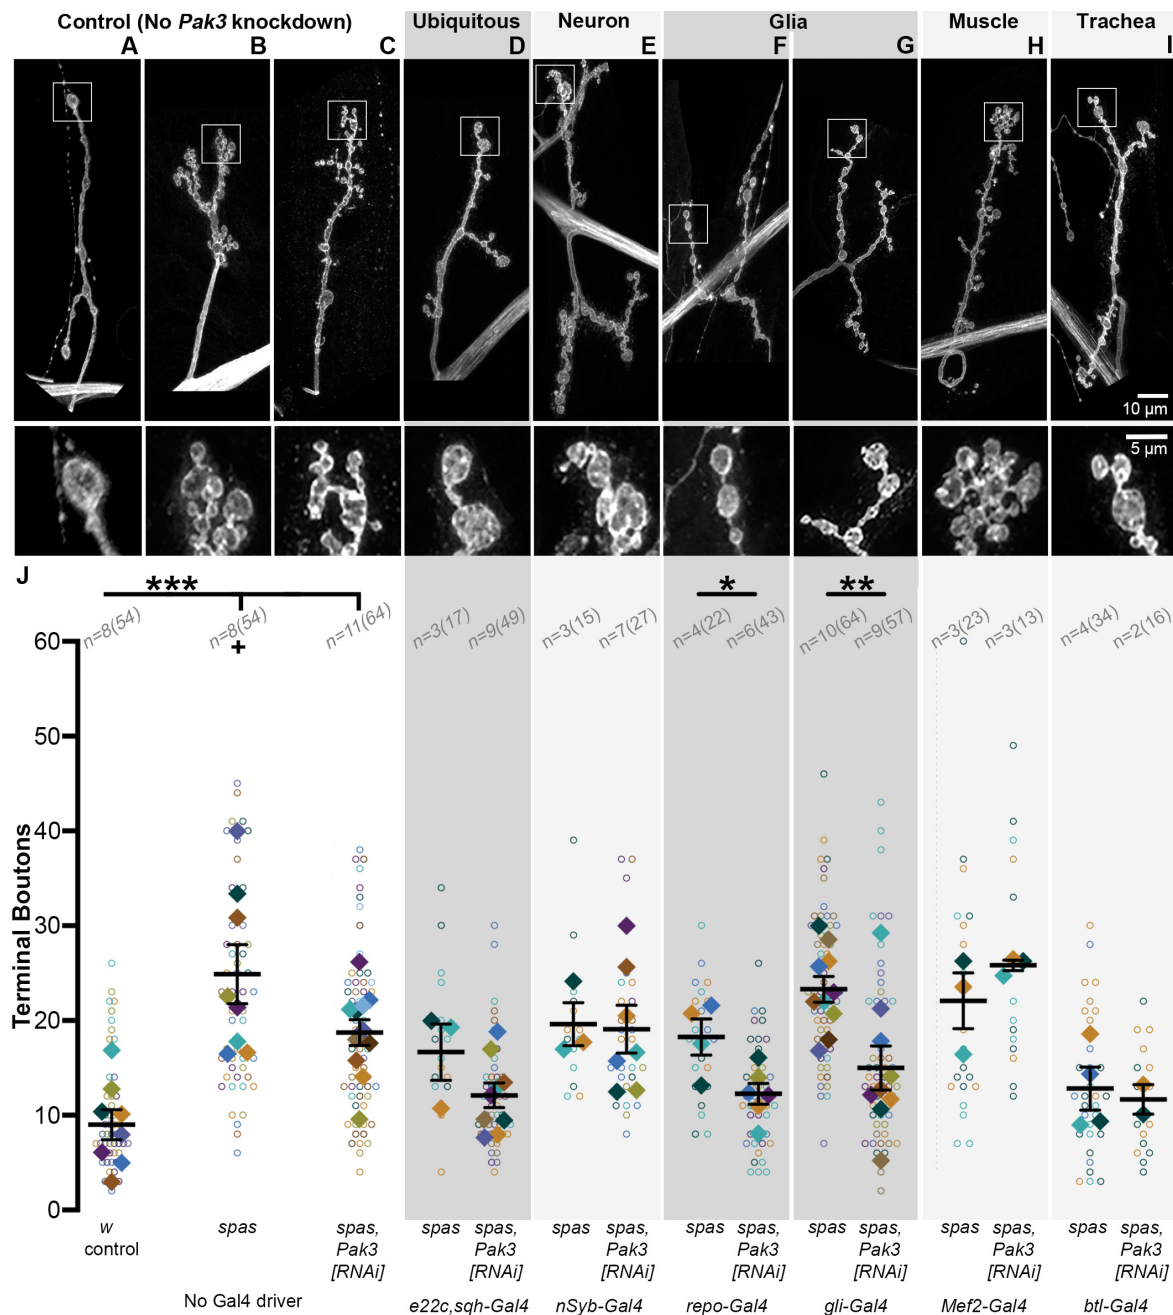 Control (No Pak3 knockdown) Ubiquitous Neuron Glia Muscle Trachea
A B C D E F G H I
10 µm
5 µm
J
*** * **
n=8(54) n=8(54) n=11(64) n=3(17) n=9(49) n=3(15) n=7(27) n=4(22) n=6(43) n=10(64) n=9(57) n=3(23) n=3(13) n=4(34) n=2(16)
+
60
50
40
30
20
10
0
Terminal Boutons
w control
spas
spas, Pak3 [RNAi]
No Gal4 driver
spas
spas, Pak3 [RNAi]
e22c,sqh-Gal4
spas
spas, Pak3 [RNAi]
nSyb-Gal4
spas
spas, Pak3 [RNAi]
repo-Gal4
spas
spas, Pak3 [RNAi]
gli-Gal4
spas
spas, Pak3 [RNAi]
Mef2-Gal4
spas
spas, Pak3 [RNAi]
btl-Gal4